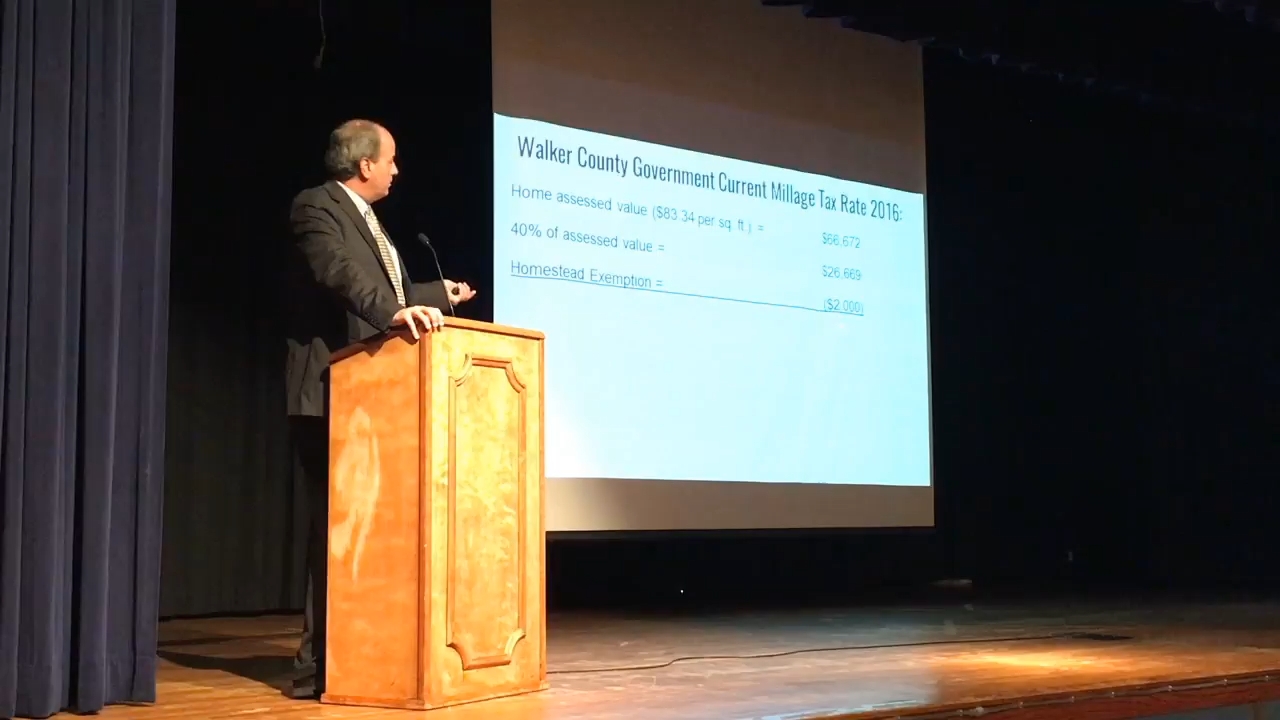 Walker County Government Current Millage Tax Rate 2016:
Home assessed value ($83.34 per sq. ft.) = $66,672
40% of assessed value = $26,669
Homestead Exemption = ($2,000)